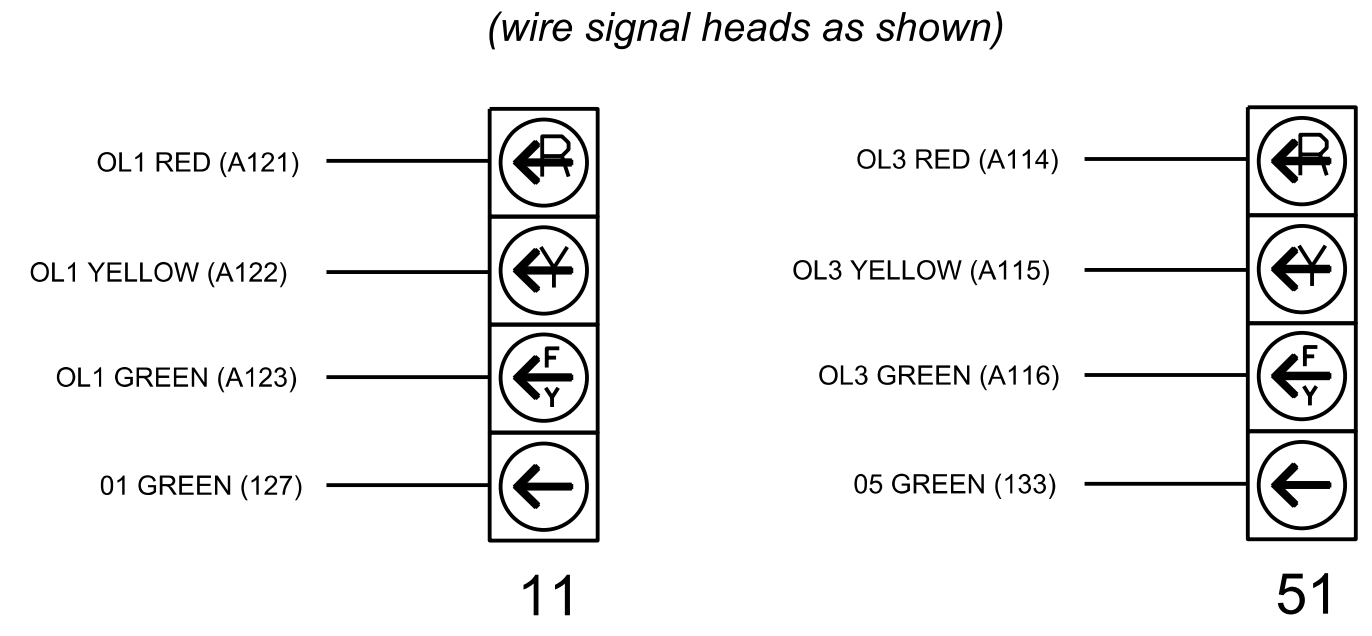 (wire signal heads as shown)
OL1 RED (A121)
R
OL1 YELLOW (A122)
Y
OL1 GREEN (A123)
F
Y
01 GREEN (127)
11
OL3 RED (A114)
R
OL3 YELLOW (A115)
Y
OL3 GREEN (A116)
F
Y
05 GREEN (133)
51